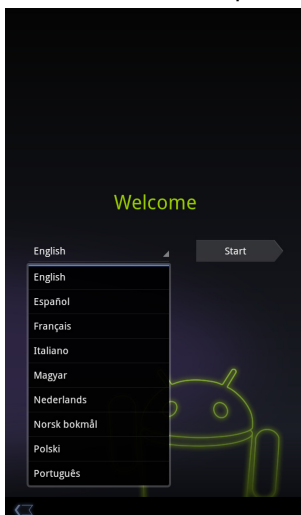 Welcome
English
Start
English
Español
Français
Italiano
Magyar
Nederlands
Norsk bokmål
Polski
Português